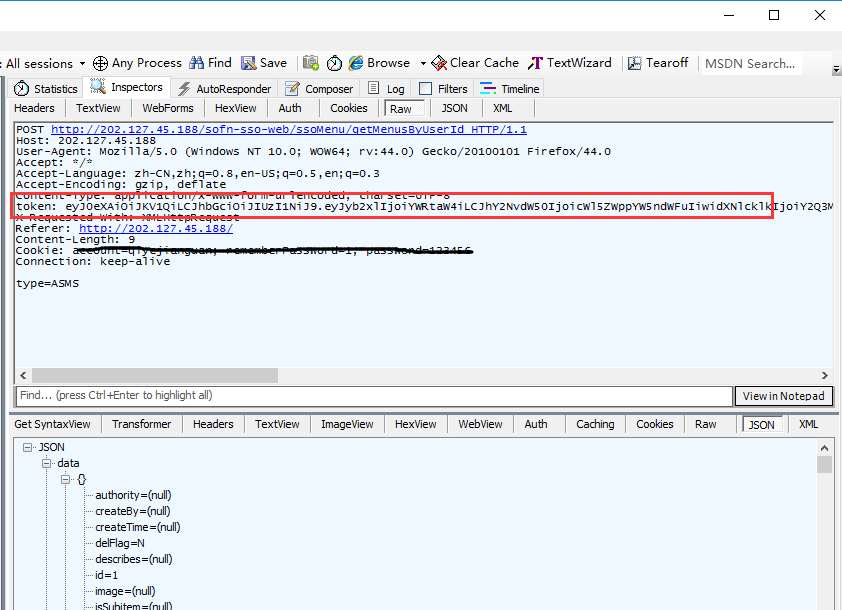 : All sessions Any Process Find Save Browse Clear Cache TextWizard Tearoff MSDN Search...
Statistics Inspectors AutoResponder Composer Log Filters Timeline
Headers TextView WebForms HexView Auth Cookies Raw JSON XML
POST http://202.127.45.188/sofn-sso-web/ssoMenu/getMenusByUserId HTTP/1.1
Host: 202.127.45.188
User-Agent: Mozilla/5.0 (Windows NT 10.0; WOW64; rv:44.0) Gecko/20100101 Firefox/44.0
Accept: */*
Accept-Language: zh-CN,zh;q=0.8,en-US;q=0.5,en;q=0.3
Accept-Encoding: gzip, deflate
Content-Type: application/x-www-form-urlencoded; charset=UTF-8
token:
X-Requested-With: XMLHttpRequest
Referer: http://202.127.45.188/
Content-Length: 9
Cookie:
Connection: keep-alive
type=ASMS
Find... (press Ctrl+Enter to highlight all) View in Notepad
Get SyntaxView Transformer Headers TextView ImageView HexView WebView Auth Caching Cookies Raw JSON XML
JSON
data
{}
authority=(null)
createBy=(null)
createTime=(null)
delFlag=N
describes=(null)
id=1
image=(null)
isSubitem=(null)